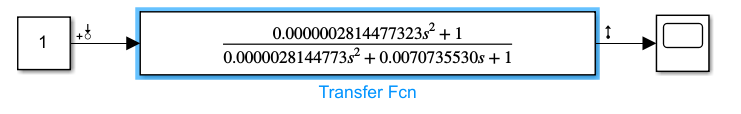 1
0.0000002814477323s² + 1
0.0000028144773s² + 0.0070735530s + 1
Transfer Fcn